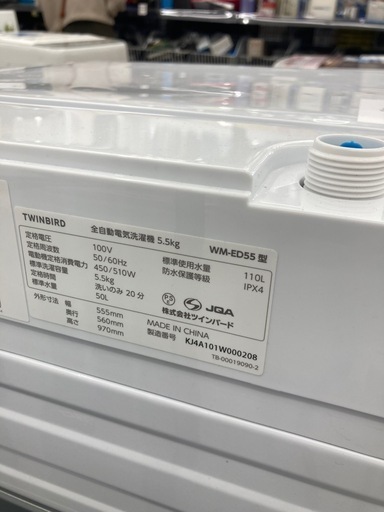 TWINBIRD 全自動電気洗濯機 5.5kg WM-ED55 型
定格電圧 100V 標準使用水量 110L
定格周波数 50/60Hz 防水保護等級 IPX4
電動機定格消費電力 450/510W
標準洗濯容量 5.5kg
定格時間 洗いのみ 20分
標準水量 50L
外形寸法 幅 555mm
奥行 560mm
高さ 970mm
PS E JQA
株式会社ツインバード
MADE IN CHINA
製造番号 KJ4A101W000208
TB-00019090-2